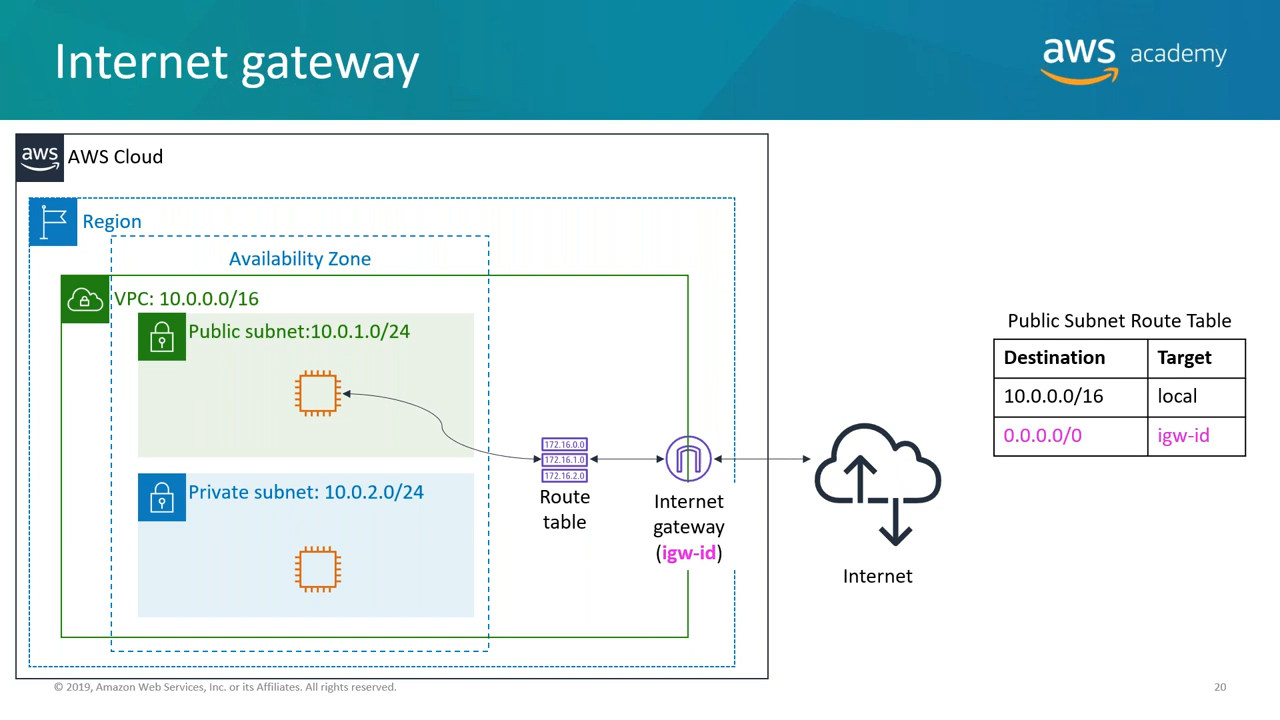 Internet gateway
aws academy
aws
AWS Cloud
Region
Availability Zone
VPC: 10.0.0.0/16
Public subnet:10.0.1.0/24
Private subnet: 10.0.2.0/24
172.16.0.0
172.16.1.0
172.16.2.0
Route
table
Internet
gateway
(igw-id)
Internet
Public Subnet Route Table
Destination Target
10.0.0.0/16 local
0.0.0.0/0 igw-id
© 2019, Amazon Web Services, Inc. or its Affiliates. All rights reserved.
20